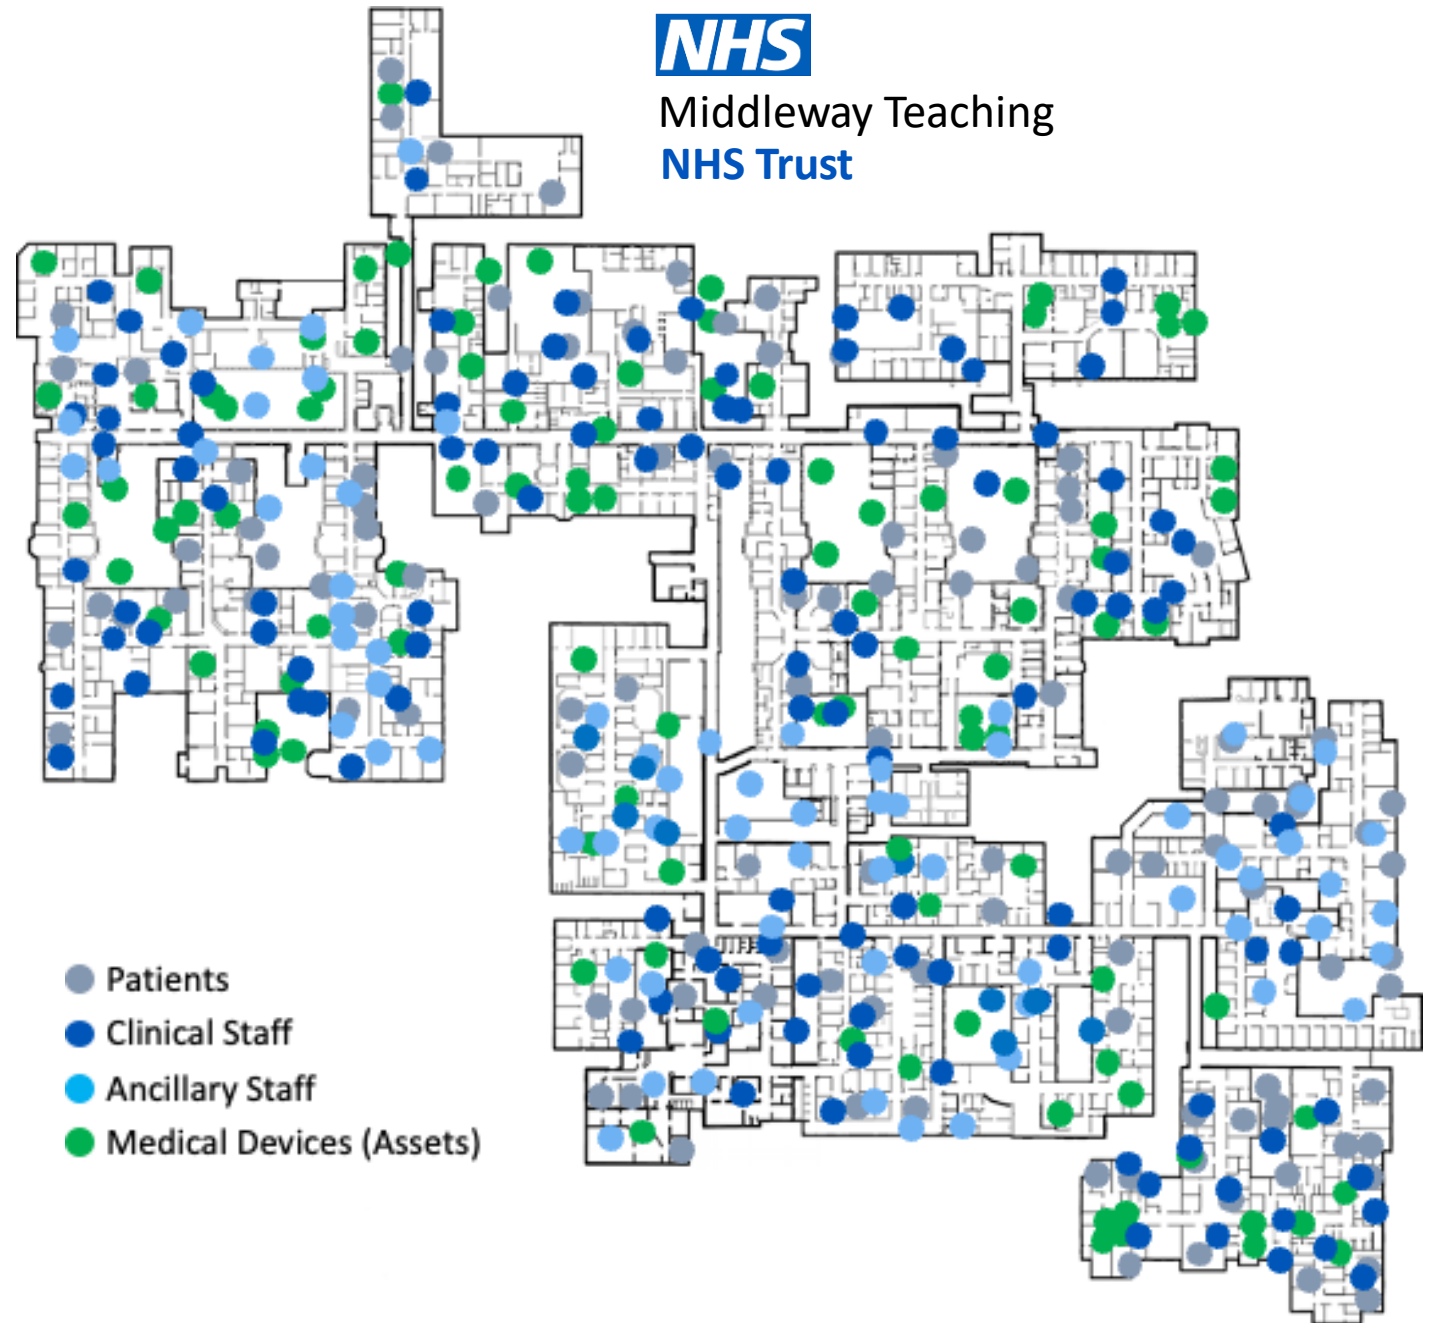 NHS
Middleway Teaching
NHS Trust
Patients
Clinical Staff
Ancillary Staff
Medical Devices (Assets)